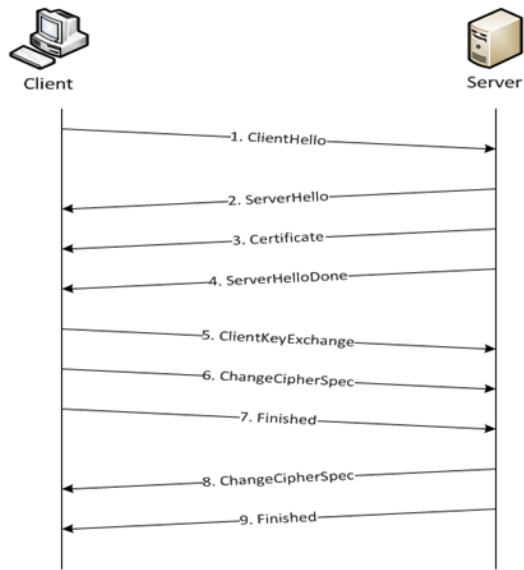 Client
Server
1. ClientHello
2. ServerHello
3. Certificate
4. ServerHelloDone
5. ClientKeyExchange
6. ChangeCipherSpec
7. Finished
8. ChangeCipherSpec
9. Finished